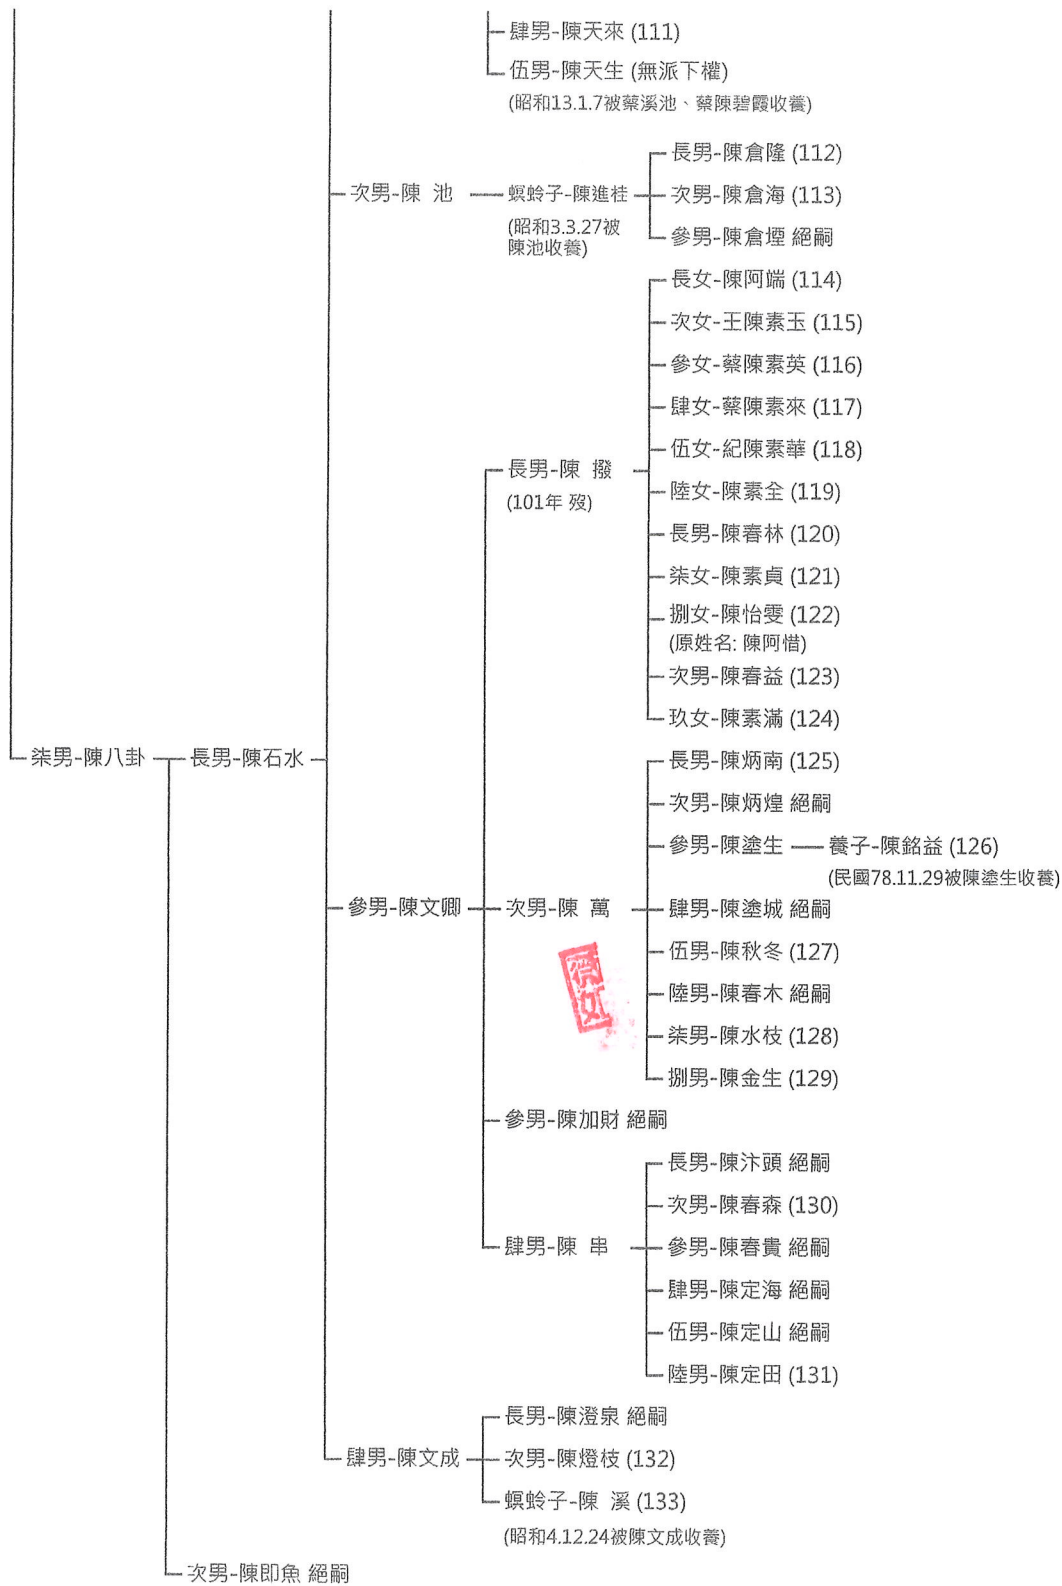 肆男-陳天來 (111)
伍男-陳天生 (無派下權)
(昭和13.1.7被蔡溪池、蔡陳碧霞收養)
長男-陳倉隆 (112)
次男-陳 池
螟蛉子-陳進桂
次男-陳倉海 (113)
(昭和3.3.27被
陳池收養)
參男-陳倉堙 絕嗣
長女-陳阿端 (114)
次女-王陳素玉 (115)
參女-蔡陳素英 (116)
肆女-蔡陳素來 (117)
伍女-紀陳素華 (118)
長男-陳 撥
(101年 歿)
陸女-陳素全 (119)
長男-陳春林 (120)
柒女-陳素貞 (121)
捌女-陳怡雯 (122)
(原姓名: 陳阿惜)
次男-陳春益 (123)
玖女-陳素滿 (124)
柒男-陳八卦
長男-陳石水
長男-陳炳南 (125)
次男-陳炳煌 絕嗣
參男-陳塗生
養子-陳銘益 (126)
(民國78.11.29被陳塗生收養)
參男-陳文卿
次男-陳 萬
肆男-陳塗城 絕嗣
伍男-陳秋冬 (127)
陸男-陳春木 絕嗣
柒男-陳水枝 (128)
捌男-陳金生 (129)
參男-陳加財 絕嗣
長男-陳汴頭 絕嗣
次男-陳春森 (130)
肆男-陳 串
參男-陳春貴 絕嗣
肆男-陳定海 絕嗣
伍男-陳定山 絕嗣
陸男-陳定田 (131)
長男-陳澄泉 絕嗣
肆男-陳文成
次男-陳燈枝 (132)
螟蛉子-陳 溪 (133)
(昭和4.12.24被陳文成收養)
次男-陳即魚 絕嗣